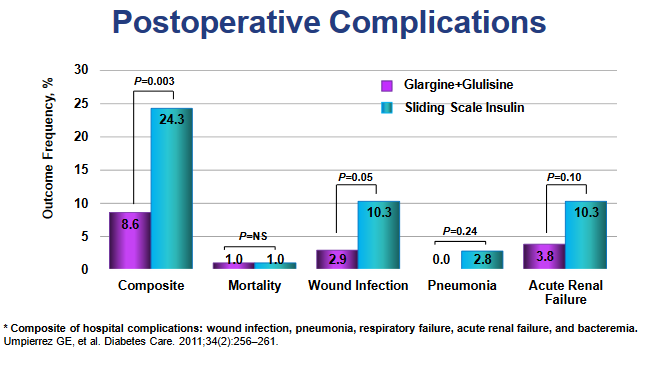 Postoperative Complications
Outcome Frequency, %
30
25
20
15
10
5
0
Glargine+Glulisine
Sliding Scale Insulin
P=0.003
8.6
24.3
P=NS
1.0
1.0
P=0.05
2.9
10.3
P=0.24
0.0
2.8
P=0.10
3.8
10.3
Composite
Mortality
Wound Infection
Pneumonia
Acute Renal
Failure
* Composite of hospital complications: wound infection, pneumonia, respiratory failure, acute renal failure, and bacteremia.
Umpierrez GE, et al. Diabetes Care. 2011;34(2):256–261.